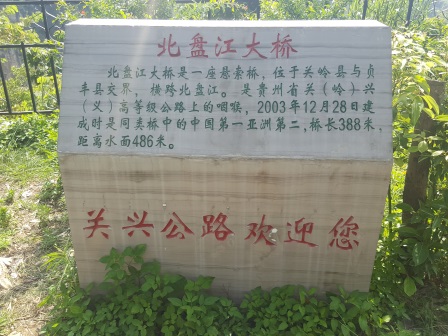 北盘江大桥
北盘江大桥是一座悬索桥，位于关岭县与贞
丰县交界，横跨北盘江。是贵州省关（岭）兴
（义）高等级公路上的咽喉，2003年12月28日建
成时是同类桥中的中国第一亚洲第二，桥长388米，
距离水面486米。
关兴公路欢迎您